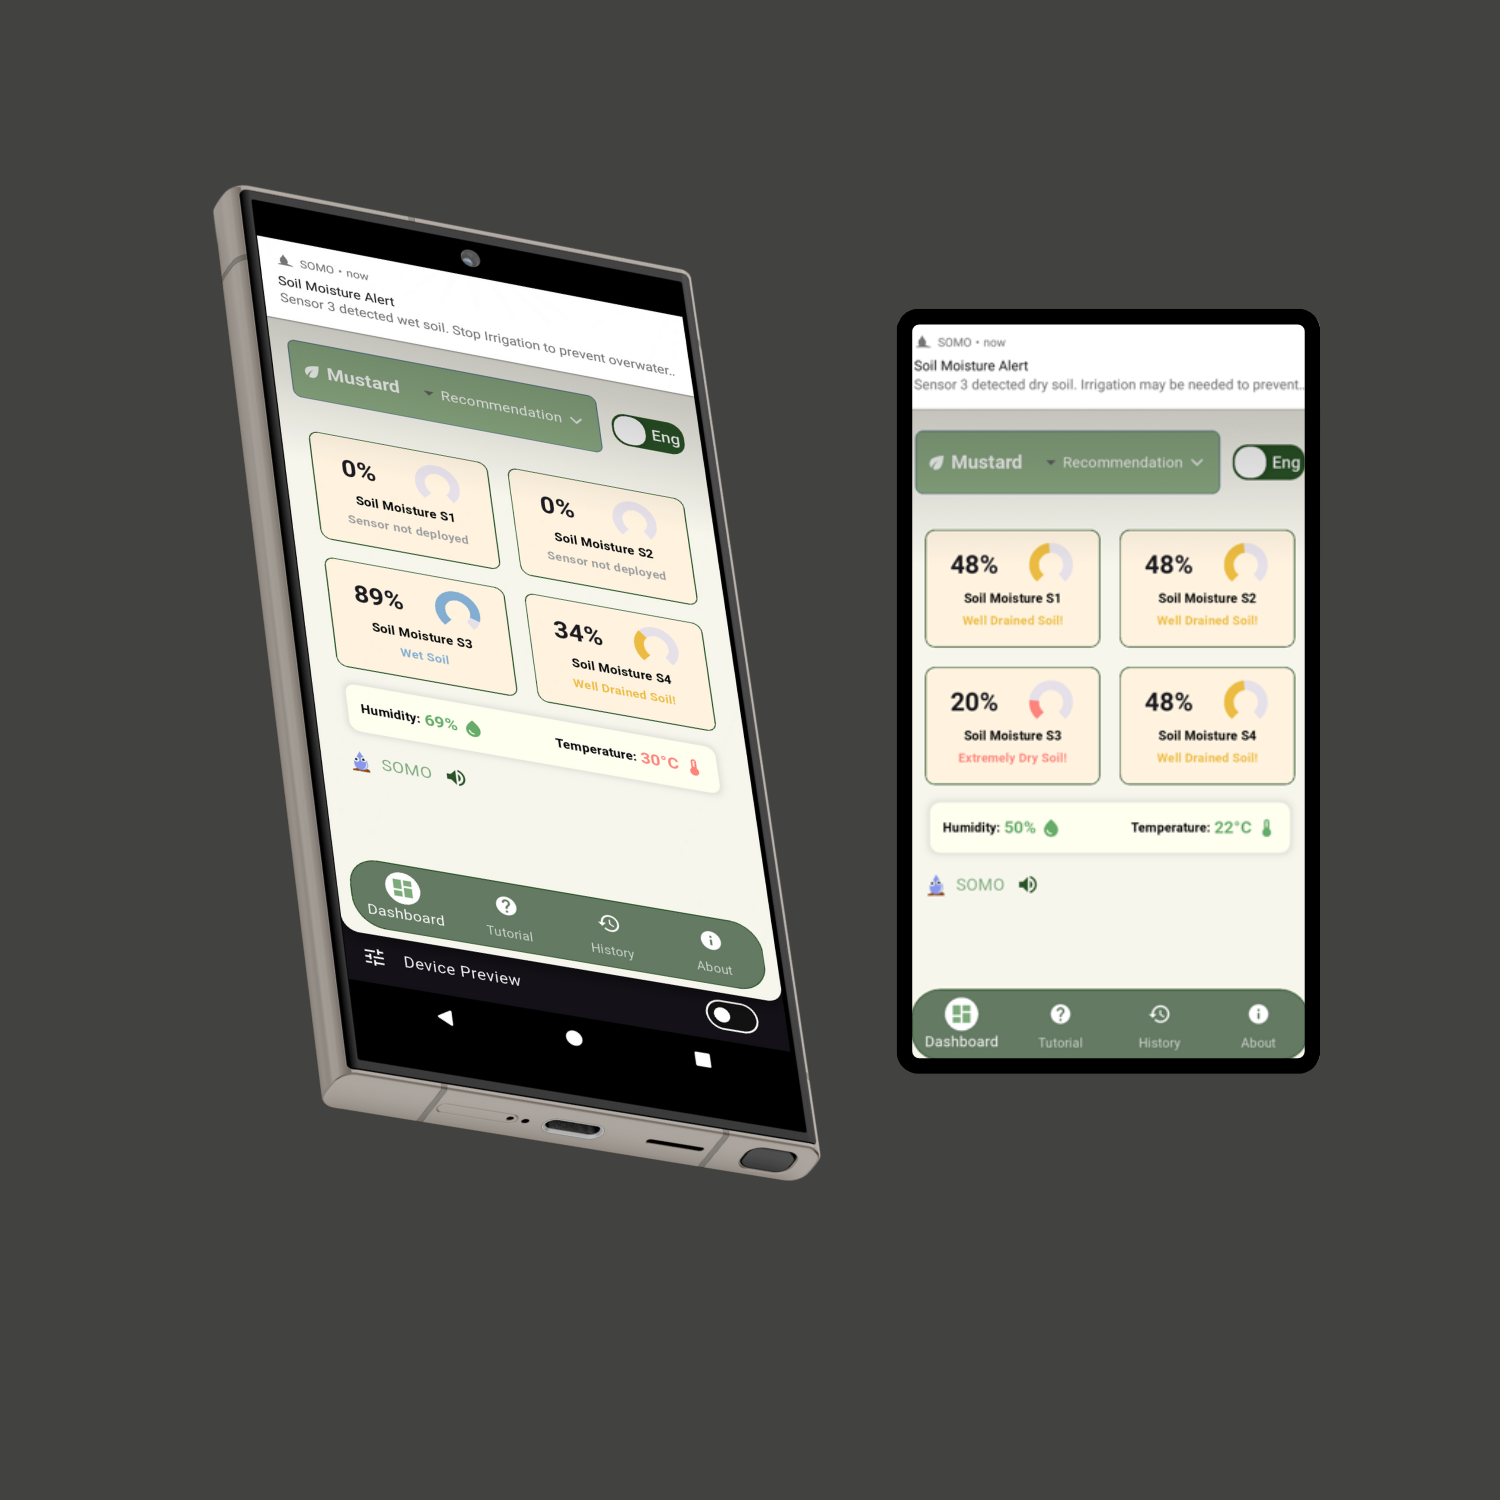 SOMO • now
Soil Moisture Alert
Sensor 3 detected wet soil. Stop Irrigation to prevent overwater..
Mustard
Recommendation
Eng
0%
Soil Moisture S1
Sensor not deployed
0%
Soil Moisture S2
Sensor not deployed
89%
Soil Moisture S3
Wet Soil
34%
Soil Moisture S4
Well Drained Soil!
Humidity: 69%
Temperature: 30°C
SOMO
Dashboard
Tutorial
History
About
Device Preview
SOMO • now
Soil Moisture Alert
Sensor 3 detected dry soil. Irrigation may be needed to prevent..
Mustard
Recommendation
Eng
48%
Soil Moisture S1
Well Drained Soil!
48%
Soil Moisture S2
Well Drained Soil!
20%
Soil Moisture S3
Extremely Dry Soil!
48%
Soil Moisture S4
Well Drained Soil!
Humidity: 50%
Temperature: 22°C
SOMO
Dashboard
Tutorial
History
About